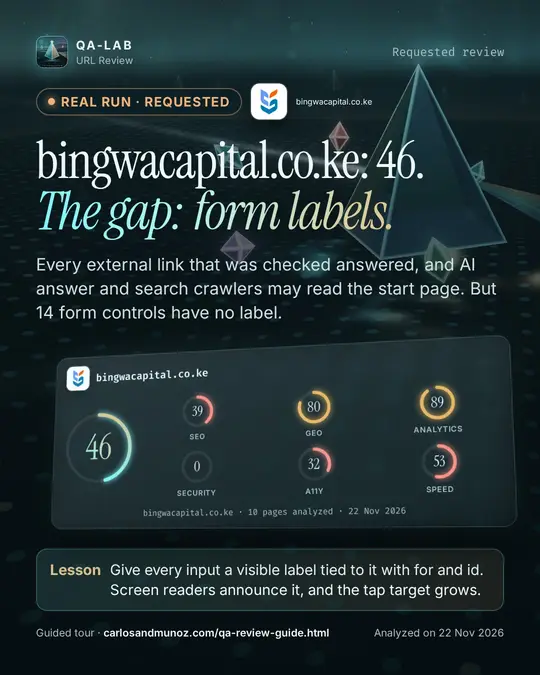 QA-LAB
URL Review
Requested review
REAL RUN · REQUESTED
bingwacapital.co.ke
bingwacapital.co.ke: 46.
The gap: form labels.
Every external link that was checked answered, and AI
answer and search crawlers may read the start page. But
14 form controls have no label.
bingwacapital.co.ke
46
39
SEO
80
GEO
89
ANALYTICS
0
SECURITY
32
A11Y
53
SPEED
bingwacapital.co.ke · 10 pages analyzed · 22 Nov 2026
Lesson Give every input a visible label tied to it with for and id.
Screen readers announce it, and the tap target grows.
Guided tour · carlosandmunoz.com/qa-review-guide.html
Analyzed on 22 Nov 2026